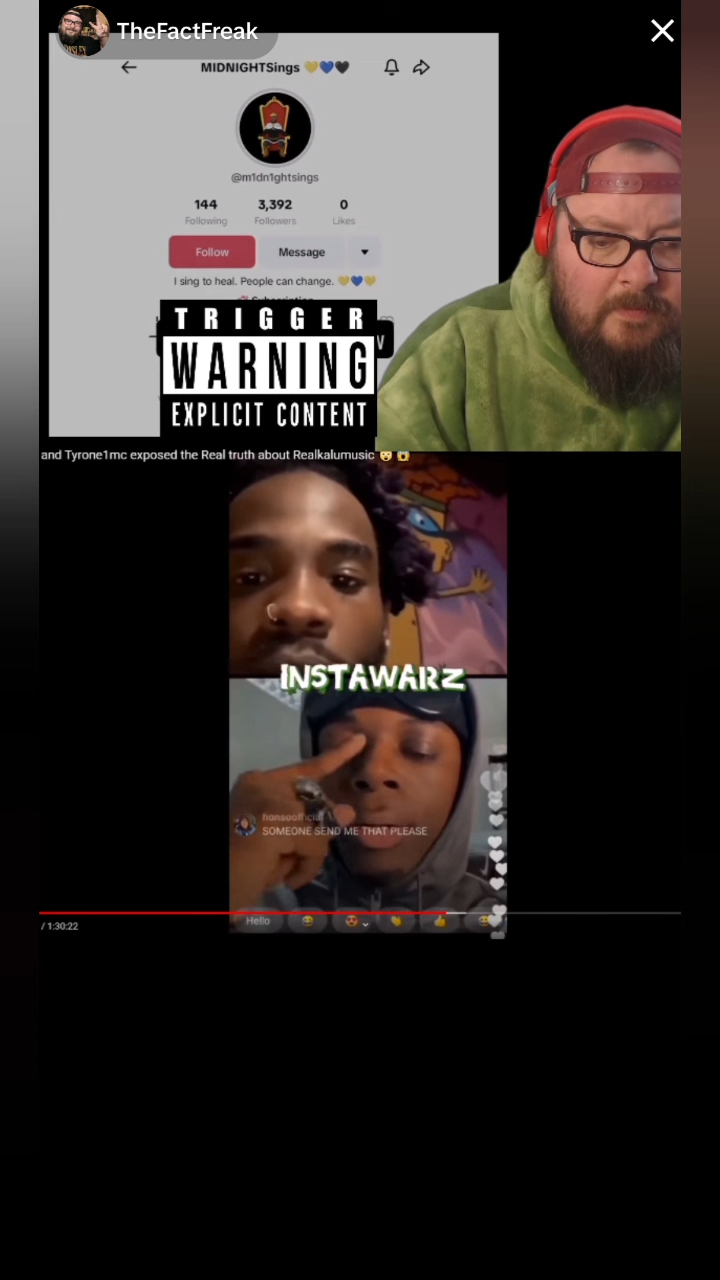 TheFactFreak
MIDNIGHTSings 💛💙🖤
@m1dn1ghtsings
144
3,392
0
Following
Followers
Likes
Follow
Message
I sing to heal. People can change. 💛💙💛
TRIGGER
WARNING
EXPLICIT CONTENT
and Tyrone1mc exposed the Real truth about Realkalumusic 😲 😱
INSTAWARZ
SOMEONE SEND ME THAT PLEASE
Hello
/ 1:30:22